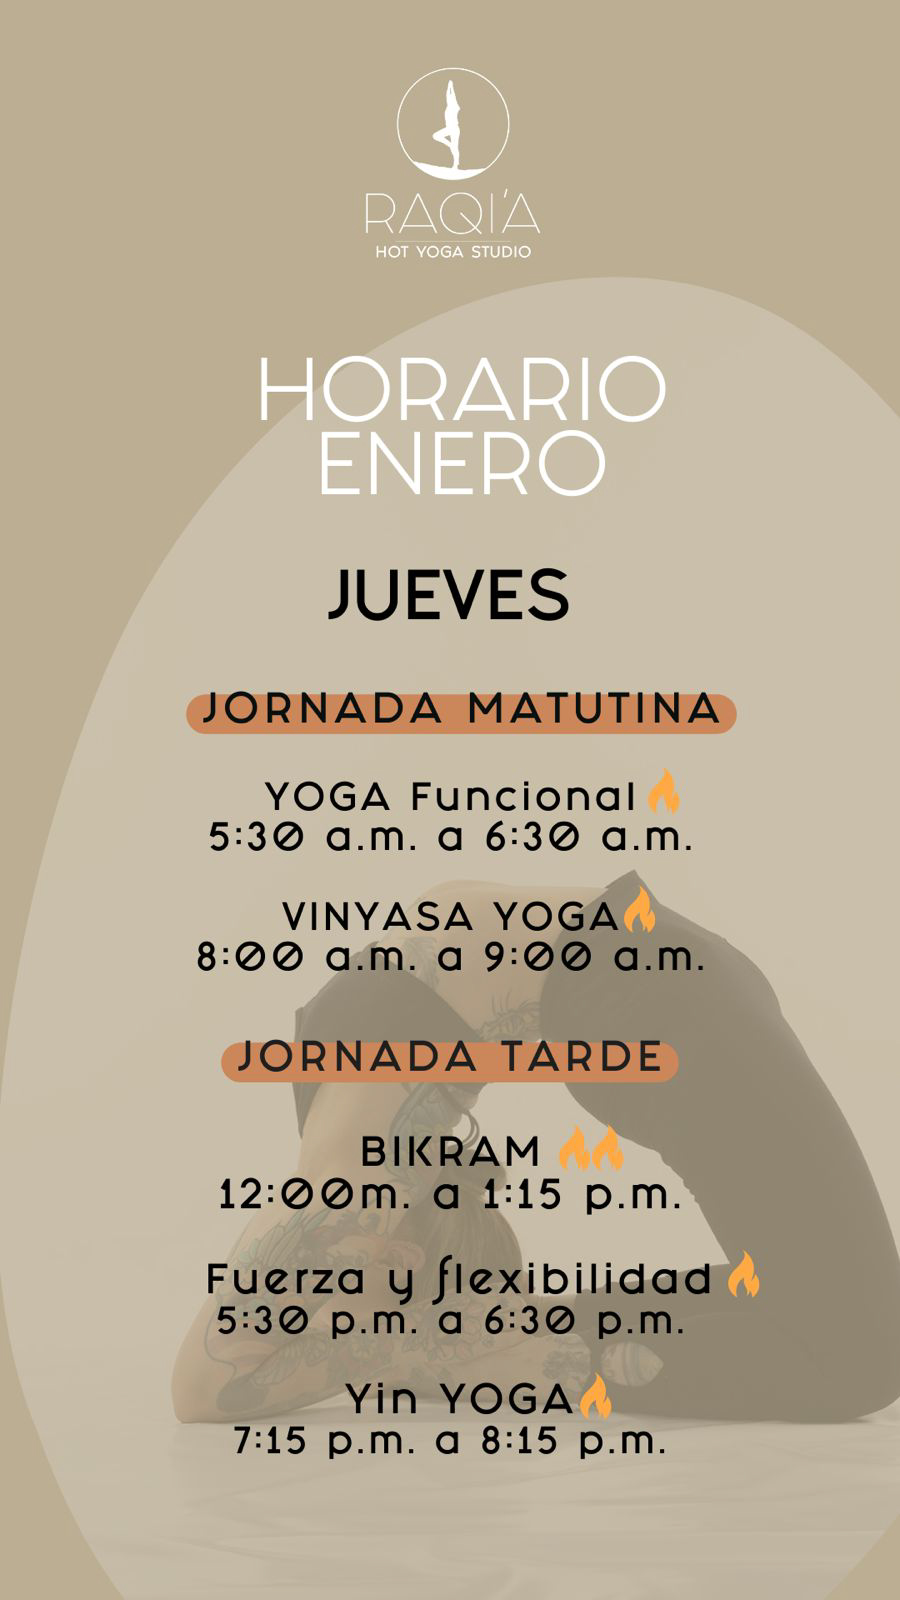 RAQI'A
HOT YOGA STUDIO
HORARIO
ENERO
JUEVES
JORNADA MATUTINA
YOGA Funcional🔥
5:30 a.m. a 6:30 a.m.
VINYASA YOGA🔥
8:00 a.m. a 9:00 a.m.
JORNADA TARDE
BIKRAM 🔥🔥
12:00m. a 1:15 p.m.
Fuerza y flexibilidad 🔥
5:30 p.m. a 6:30 p.m.
Yin YOGA🔥
7:15 p.m. a 8:15 p.m.